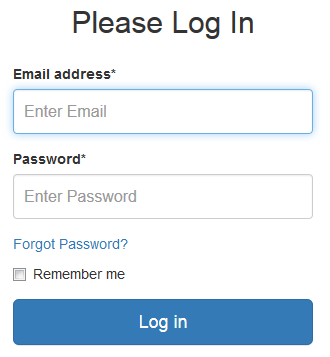 Please Log In
Email address*
Enter Email
Password*
Enter Password
Forgot Password?
Remember me
Log in